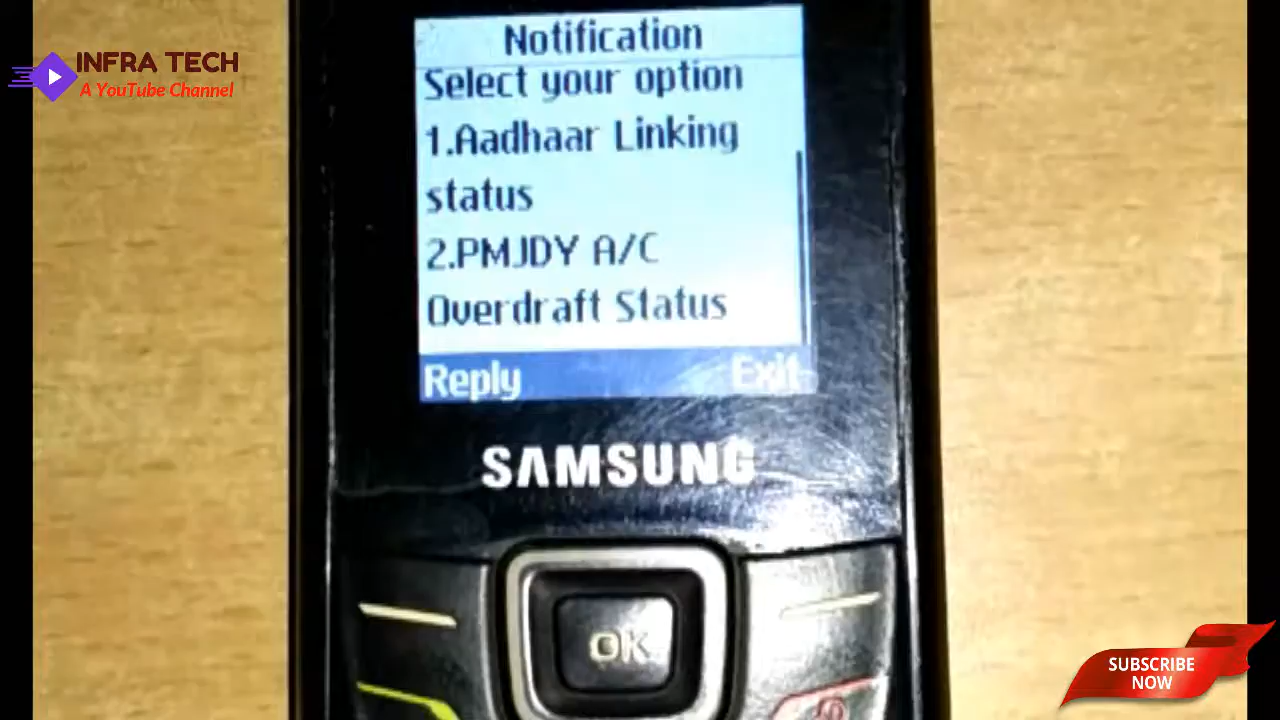 INFRA TECH
A YouTube Channel
Notification
Select your option
1.Aadhaar Linking
status
2.PMJDY A/C
Overdraft Status
Reply Exit
SAMSUNG
OK
SUBSCRIBE
NOW